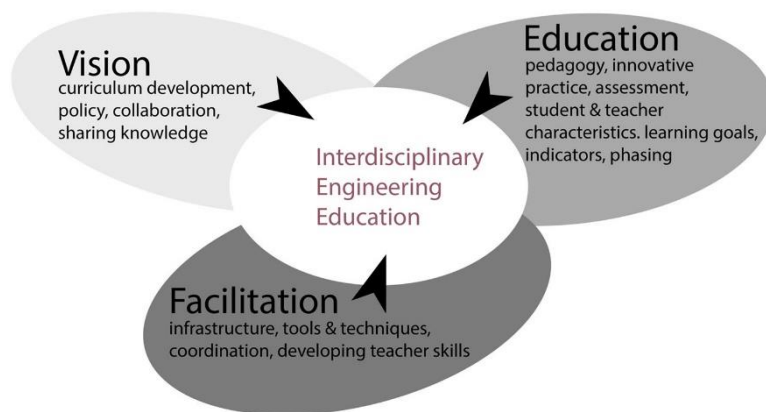 Vision
curriculum development,
policy, collaboration,
sharing knowledge
Education
pedagogy, innovative
practice, assessment,
student & teacher
characteristics. learning goals,
indicators, phasing
Interdisciplinary
Engineering
Education
Facilitation
infrastructure, tools & techniques,
coordination, developing teacher skills